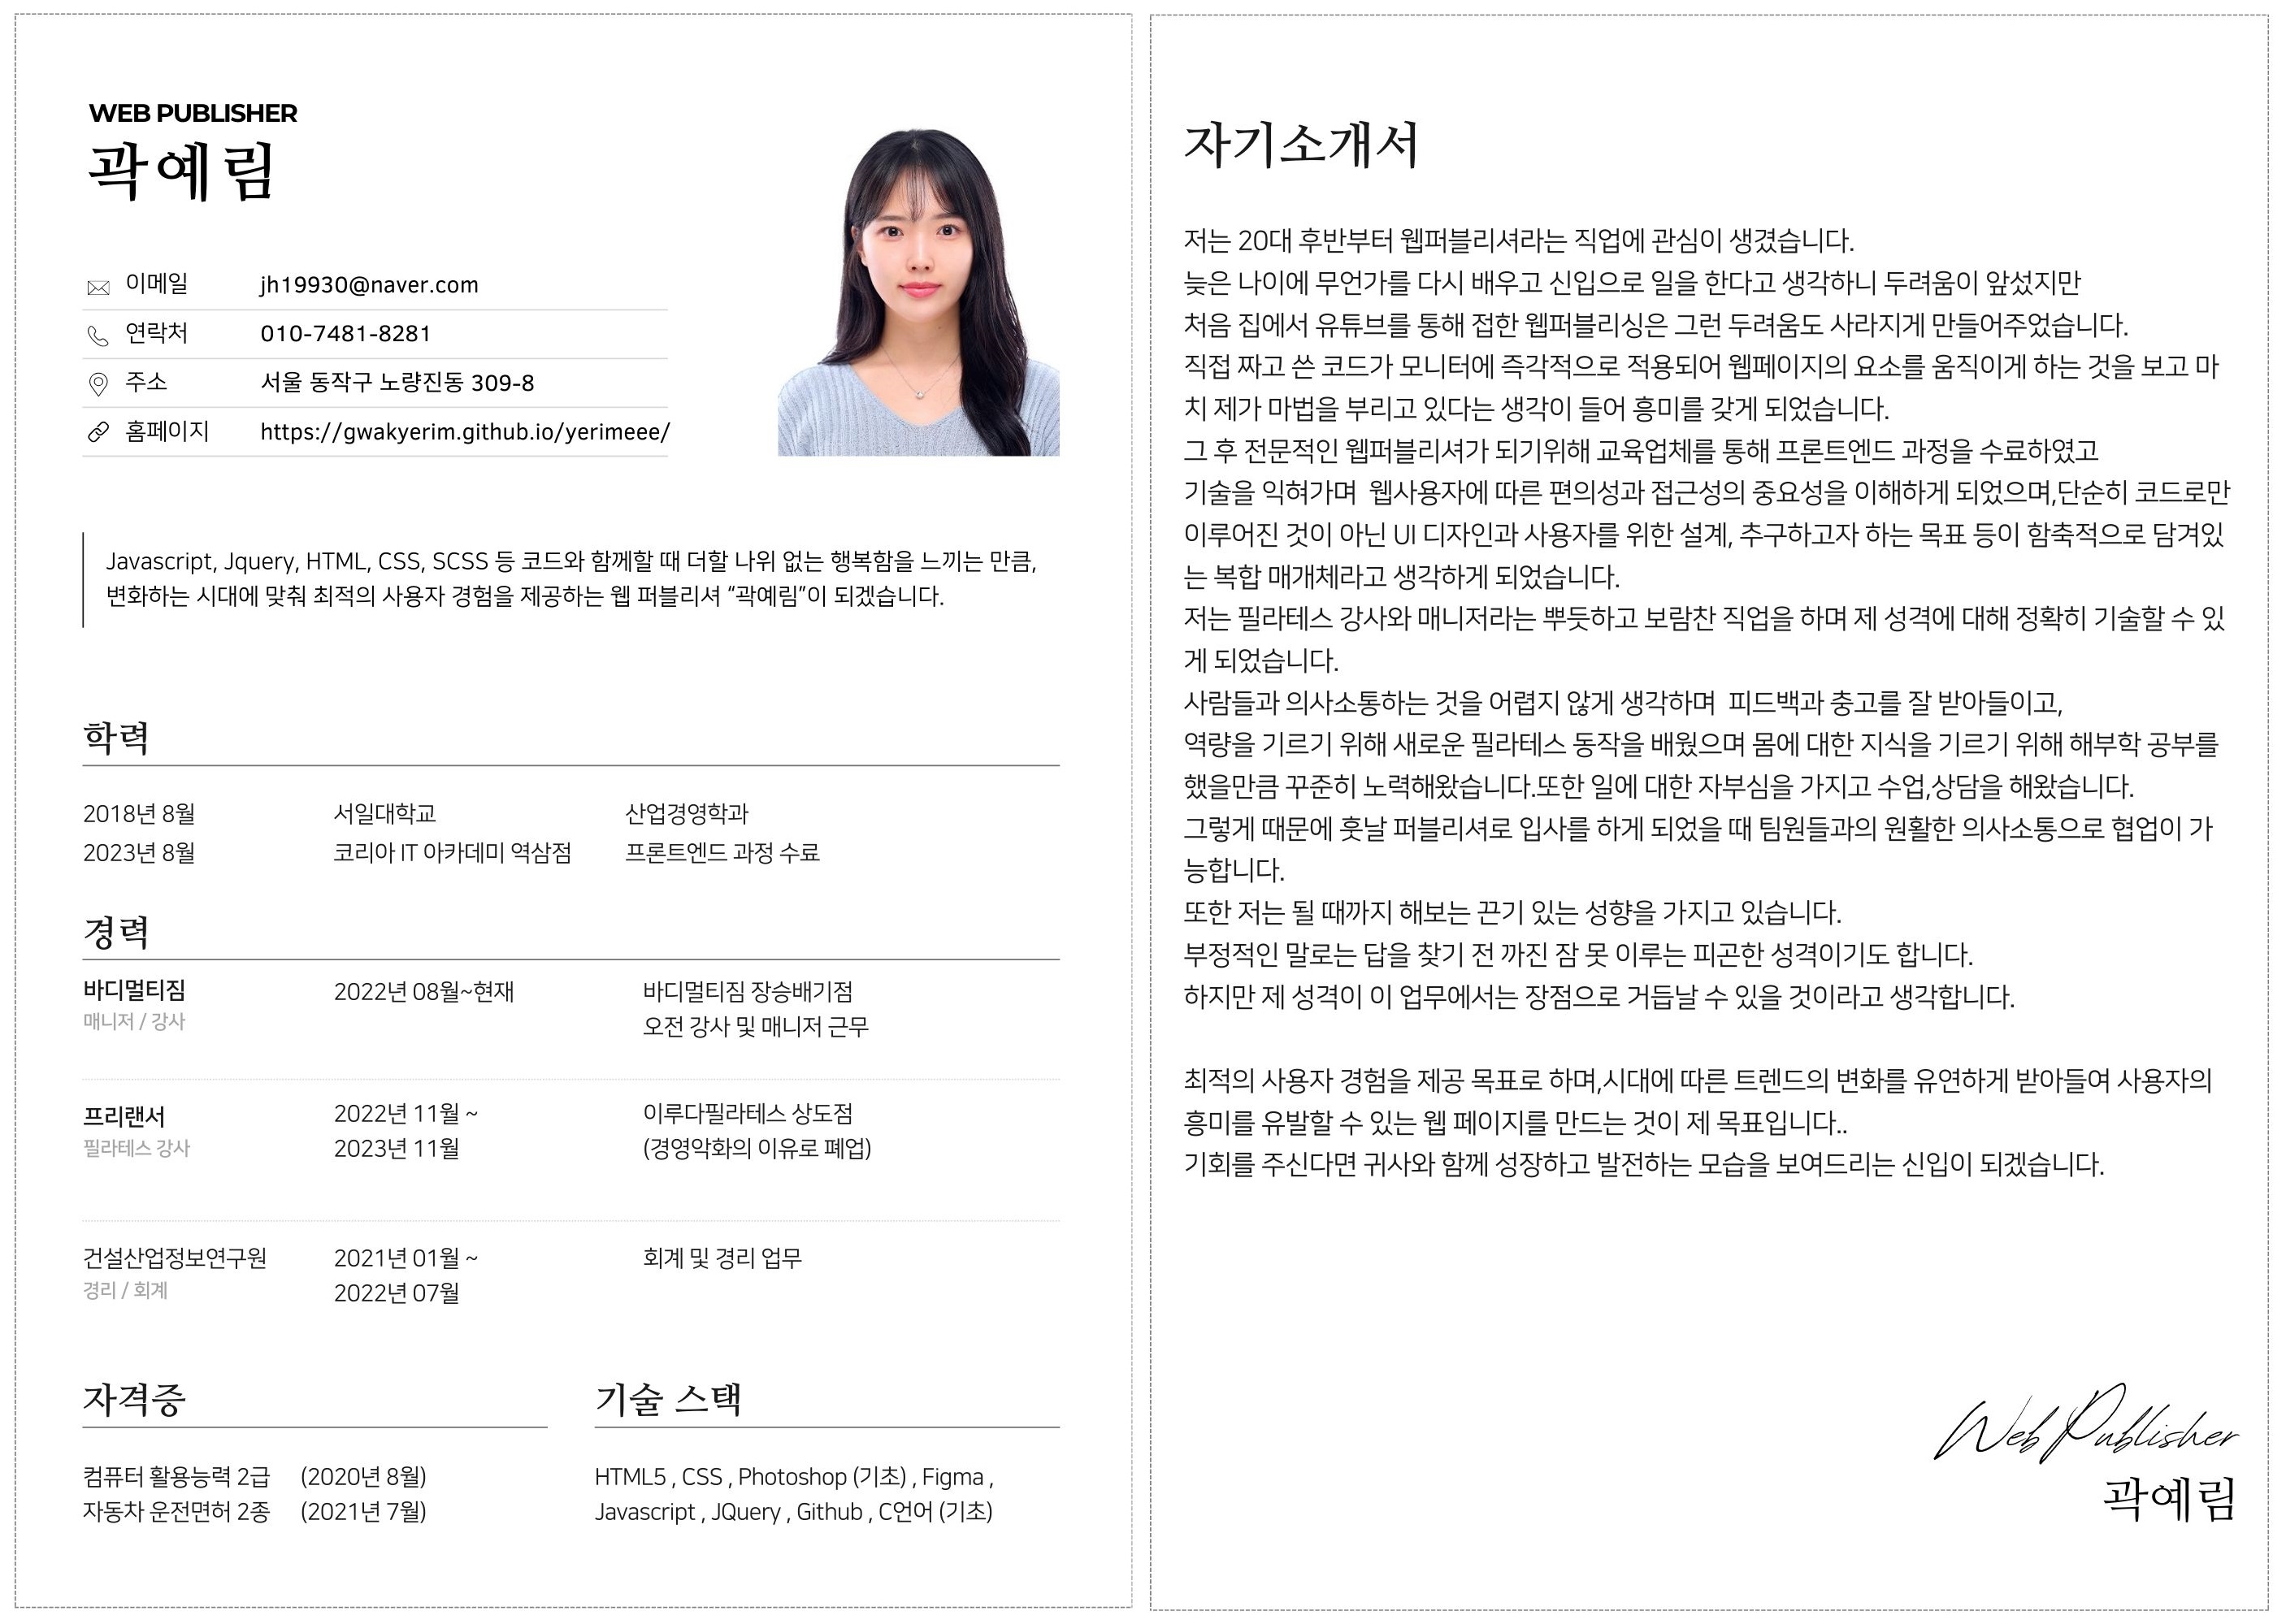 WEB PUBLISHER
곽예림
이메일 jh19930@naver.com
연락처 010-7481-8281
주소 서울 동작구 노량진동 309-8
홈페이지 https://gwakyerim.github.io/yerimeee/
Javascript, Jquery, HTML, CSS, SCSS 등 코드와 함께할 때 더할 나위 없는 행복함을 느끼는 만큼,
변화하는 시대에 맞춰 최적의 사용자 경험을 제공하는 웹 퍼블리셔 “곽예림”이 되겠습니다.
학력
2018년 8월 서일대학교 산업경영학과
2023년 8월 코리아 IT 아카데미 역삼점 프론트엔드 과정 수료
경력
바디멀티짐 2022년 08월~현재 바디멀티짐 장승배기점
매니저 / 강사 오전 강사 및 매니저 근무
프리랜서 2022년 11월 ~ 이루다필라테스 상도점
필라테스 강사 2023년 11월 (경영악화의 이유로 폐업)
건설산업정보연구원 2021년 01월 ~ 회계 및 경리 업무
경리 / 회계 2022년 07월
자격증
컴퓨터 활용능력 2급 (2020년 8월)
자동차 운전면허 2종 (2021년 7월)
기술 스택
HTML5 , CSS , Photoshop (기초) , Figma ,
Javascript , JQuery , Github , C언어 (기초)
자기소개서
저는 20대 후반부터 웹퍼블리셔라는 직업에 관심이 생겼습니다.
늦은 나이에 무언가를 다시 배우고 신입으로 일을 한다고 생각하니 두려움이 앞섰지만
처음 집에서 유튜브를 통해 접한 웹퍼블리싱은 그런 두려움도 사라지게 만들어주었습니다.
직접 짜고 쓴 코드가 모니터에 즉각적으로 적용되어 웹페이지의 요소를 움직이게 하는 것을 보고 마
치 제가 마법을 부리고 있다는 생각이 들어 흥미를 갖게 되었습니다.
그 후 전문적인 웹퍼블리셔가 되기위해 교육업체를 통해 프론트엔드 과정을 수료하였고
기술을 익혀가며 웹사용자에 따른 편의성과 접근성의 중요성을 이해하게 되었으며,단순히 코드로만
이루어진 것이 아닌 UI 디자인과 사용자를 위한 설계, 추구하고자 하는 목표 등이 함축적으로 담겨있
는 복합 매개체라고 생각하게 되었습니다.
저는 필라테스 강사와 매니저라는 뿌듯하고 보람찬 직업을 하며 제 성격에 대해 정확히 기술할 수 있
게 되었습니다.
사람들과 의사소통하는 것을 어렵지 않게 생각하며 피드백과 충고를 잘 받아들이고,
역량을 기르기 위해 새로운 필라테스 동작을 배웠으며 몸에 대한 지식을 기르기 위해 해부학 공부를
했을만큼 꾸준히 노력해왔습니다.또한 일에 대한 자부심을 가지고 수업,상담을 해왔습니다.
그렇게 때문에 훗날 퍼블리셔로 입사를 하게 되었을 때 팀원들과의 원활한 의사소통으로 협업이 가
능합니다.
또한 저는 될 때까지 해보는 끈기 있는 성향을 가지고 있습니다.
부정적인 말로는 답을 찾기 전 까진 잠 못 이루는 피곤한 성격이기도 합니다.
하지만 제 성격이 이 업무에서는 장점으로 거듭날 수 있을 것이라고 생각합니다.
최적의 사용자 경험을 제공 목표로 하며,시대에 따른 트렌드의 변화를 유연하게 받아들여 사용자의
흥미를 유발할 수 있는 웹 페이지를 만드는 것이 제 목표입니다..
기회를 주신다면 귀사와 함께 성장하고 발전하는 모습을 보여드리는 신입이 되겠습니다.
Web Publisher
곽예림